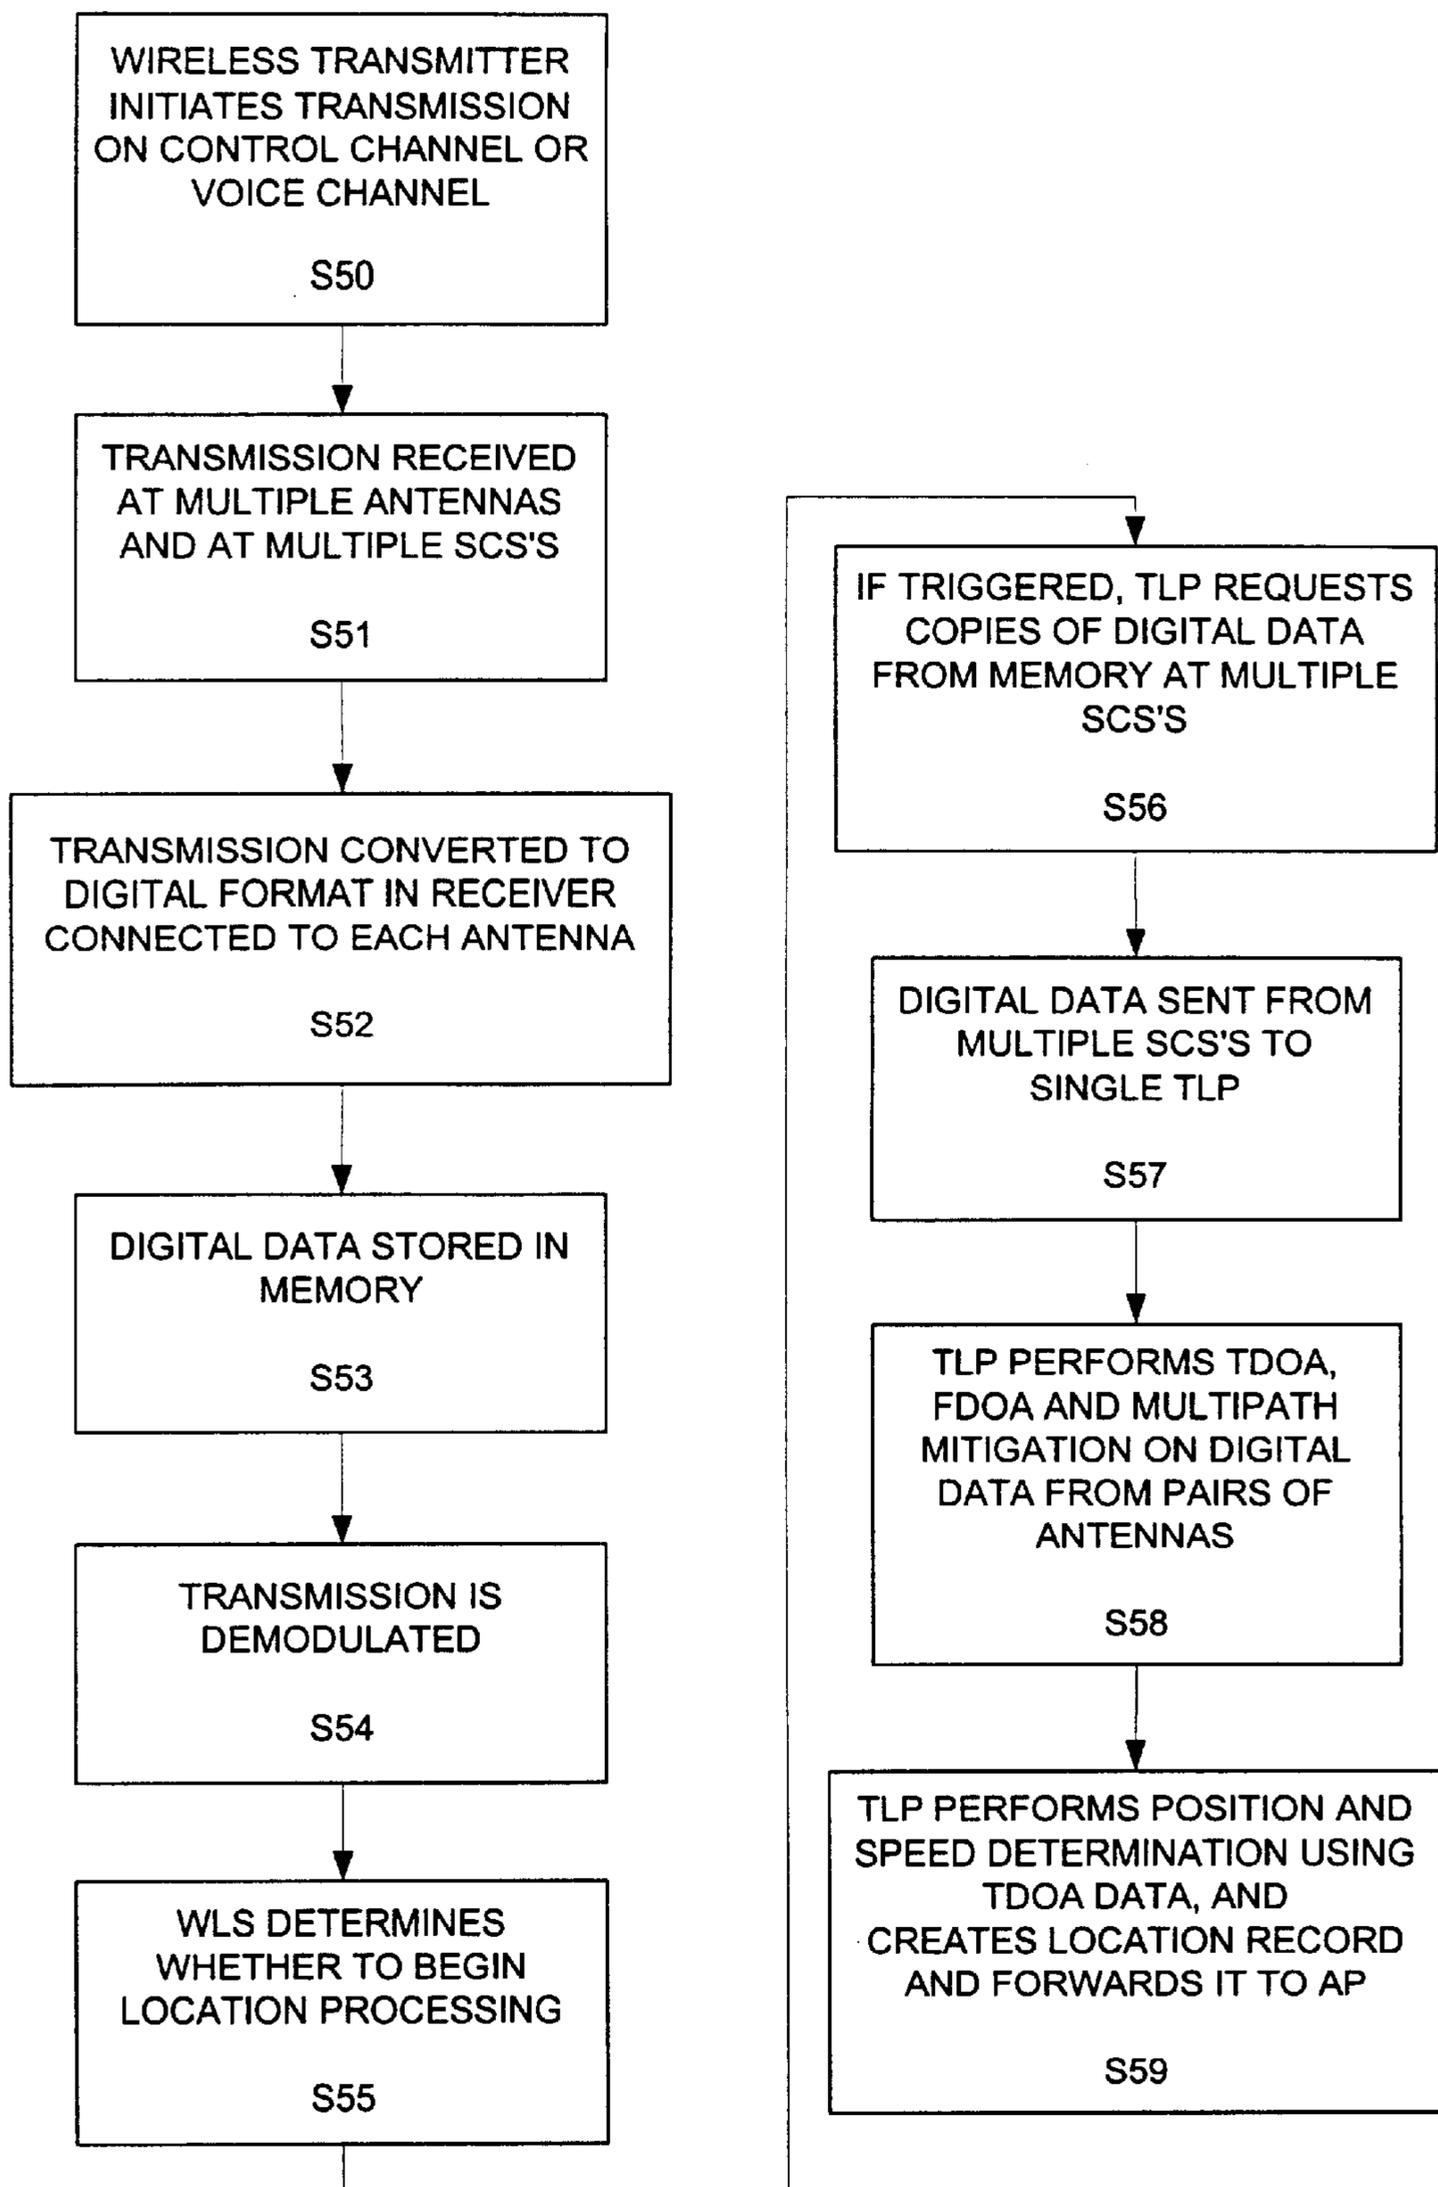 WIRELESS TRANSMITTER
INITIATES TRANSMISSION
ON CONTROL CHANNEL OR
VOICE CHANNEL
S50
TRANSMISSION RECEIVED
AT MULTIPLE ANTENNAS
AND AT MULTIPLE SCS'S
S51
TRANSMISSION CONVERTED TO
DIGITAL FORMAT IN RECEIVER
CONNECTED TO EACH ANTENNA
S52
DIGITAL DATA STORED IN
MEMORY
S53
TRANSMISSION IS
DEMODULATED
S54
WLS DETERMINES
WHETHER TO BEGIN
LOCATION PROCESSING
S55
IF TRIGGERED, TLP REQUESTS
COPIES OF DIGITAL DATA
FROM MEMORY AT MULTIPLE
SCS'S
S56
DIGITAL DATA SENT FROM
MULTIPLE SCS'S TO
SINGLE TLP
S57
TLP PERFORMS TDOA,
FDOA AND MULTIPATH
MITIGATION ON DIGITAL
DATA FROM PAIRS OF
ANTENNAS
S58
TLP PERFORMS POSITION AND
SPEED DETERMINATION USING
TDOA DATA, AND
CREATES LOCATION RECORD
AND FORWARDS IT TO AP
S59